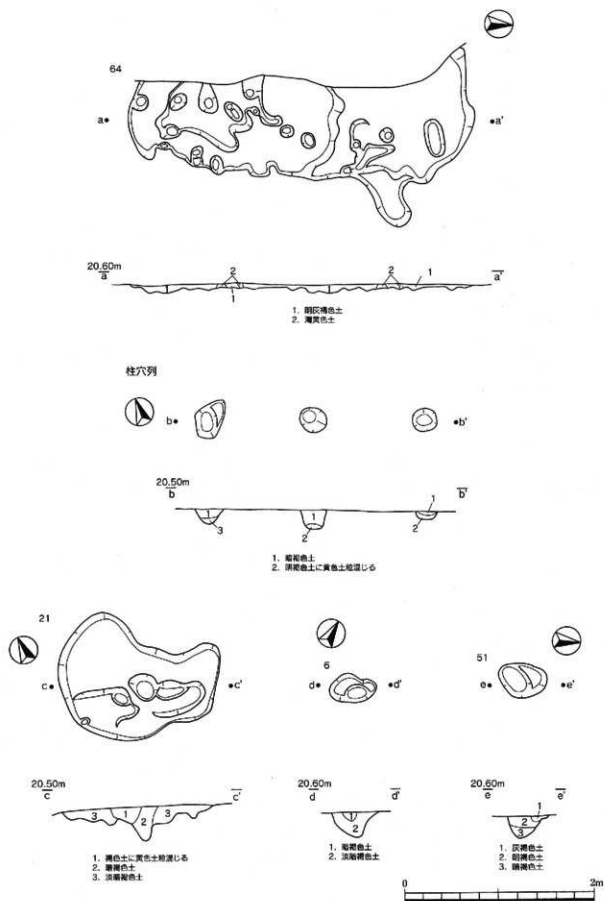 64
a
a'
20.60m
a
2
2
1
a'
1
1. 明灰褐色土
2. 濁黄色土
柱穴列
b
b'
20.50m
b
b'
1
3
1
2
1
2
1. 暗褐色土
2. 明褐色土に黄色土粒混じる
21
c
c'
6
d
d'
51
e
e'
20.50m
c
c'
3
1
2
3
1. 褐色土に黄色土粒混じる
2. 暗褐色土
3. 淡暗褐色土
20.60m
d
d'
1
2
1. 暗褐色土
2. 淡暗褐色土
20.60m
e
e'
1
2
3
1. 灰褐色土
2. 明褐色土
3. 暗褐色土
0
2m